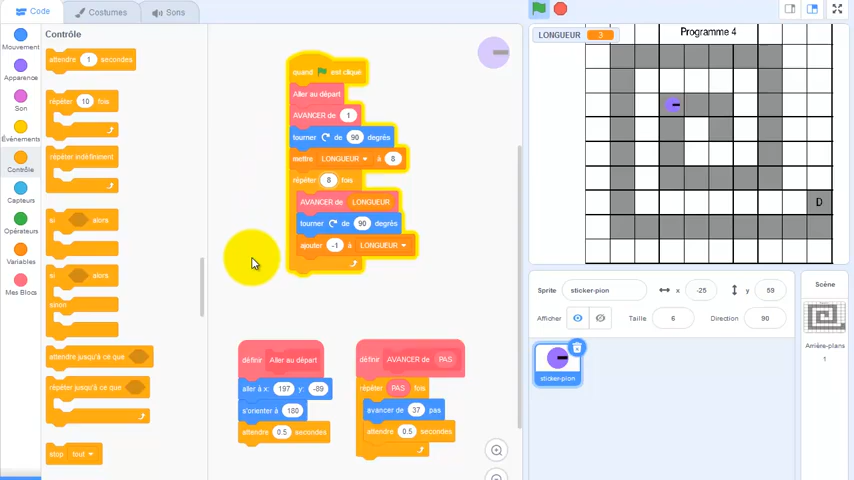 Code
Costumes
Sons
Mouvement
Apparence
Son
Événements
Contrôle
Capteurs
Opérateurs
Variables
Mes Blocs
Contrôle
attendre 1 secondes
répéter 10 fois
répéter indéfiniment
si alors
si alors
sinon
attendre jusqu'à ce que
répéter jusqu'à ce que
stop tout
quand est cliqué
Aller au départ
AVANCER de 1
tourner de 90 degrés
mettre LONGUEUR à 8
répéter 8 fois
AVANCER de LONGUEUR
tourner de 90 degrés
ajouter -1 à LONGUEUR
définir Aller au départ
aller à x: 197 y: -89
s'orienter à 180
attendre 0.5 secondes
définir AVANCER de PAS
répéter PAS fois
avancer de 37 pas
attendre 0.5 secondes
LONGUEUR 3
Programme 4
D
Sprite sticker-pion x -25 y 59
Afficher Taille 6 Direction 90
sticker-pion
Scène
Arrière-plans
1